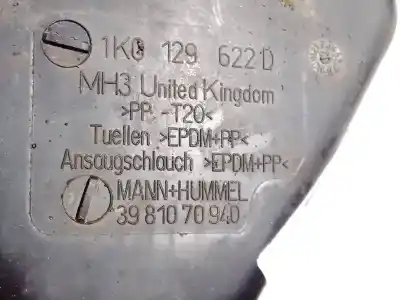 1K0 129 622D
MH3 United Kingdom
>PP -T20<
Tuellen >EPDM+PP<
Ansaugschlauch >EPDM+PP<
MANN+HUMMEL
39 810 70 940